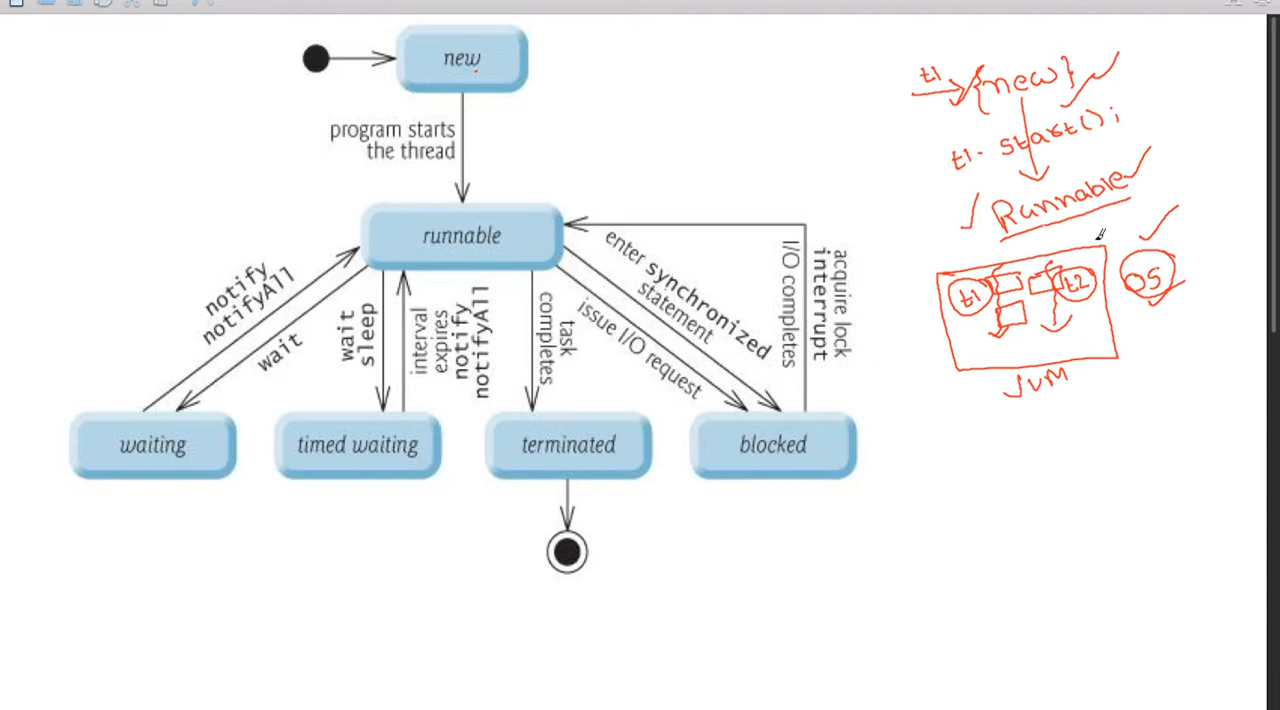 new
program starts
the thread
runnable
notify
notifyAll
wait
wait
sleep
interval
expires
notify
notifyAll
task
completes
issue I/O request
enter synchronized
statement
I/O completes
interrupt
acquire lock
waiting
timed waiting
terminated
blocked
t1
{new}
t1. start();
Runnable
t1
t2
OS
JVM